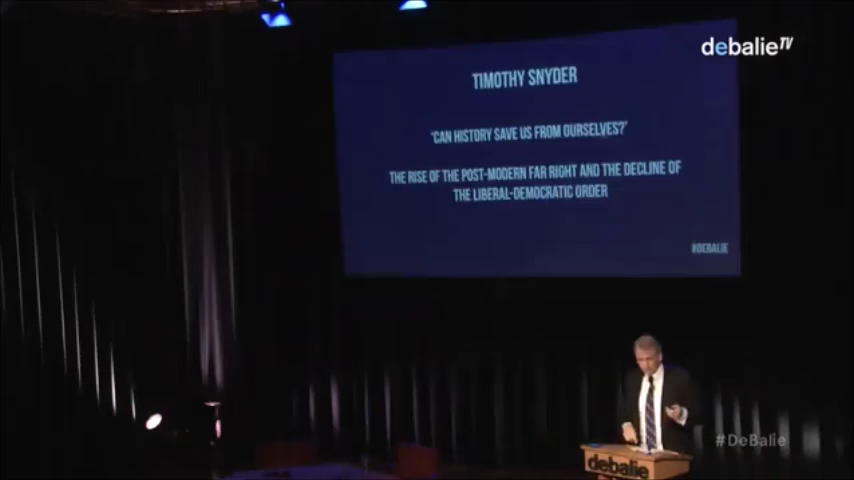 debalieTV
TIMOTHY SNYDER
'CAN HISTORY SAVE US FROM OURSELVES?'
THE RISE OF THE POST-MODERN FAR RIGHT AND THE DECLINE OF
THE LIBERAL-DEMOCRATIC ORDER
#DEBALIE
#DeBalie
debalie